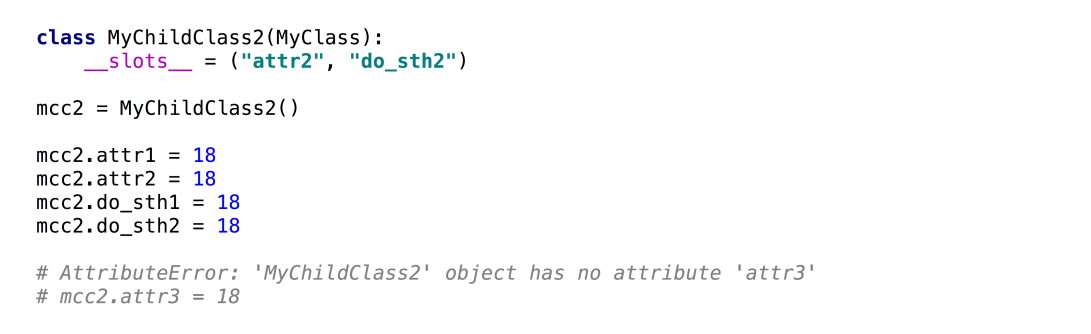 class MyChildClass2(MyClass):
    __slots__ = ("attr2", "do_sth2")
mcc2 = MyChildClass2()
mcc2.attr1 = 18
mcc2.attr2 = 18
mcc2.do_sth1 = 18
mcc2.do_sth2 = 18
# AttributeError: 'MyChildClass2' object has no attribute 'attr3'
# mcc2.attr3 = 18